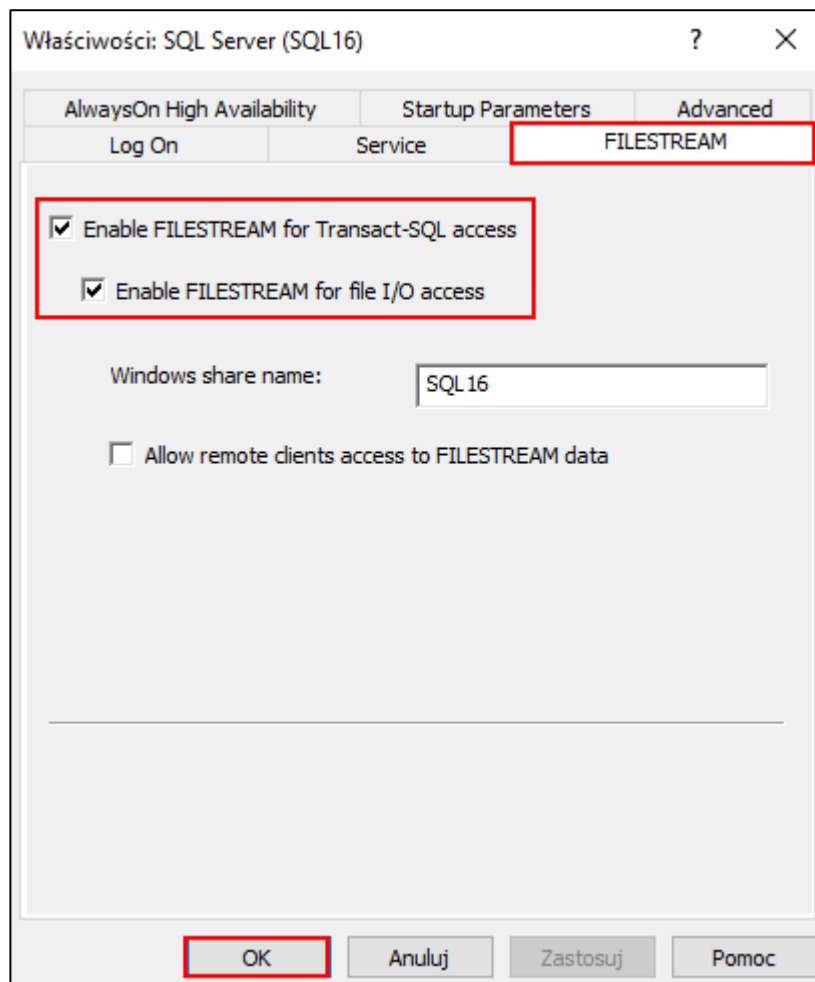 Właściwości: SQL Server (SQL16)
? ×
AlwaysOn High Availability Startup Parameters Advanced
Log On Service FILESTREAM
Enable FILESTREAM for Transact-SQL access
Enable FILESTREAM for file I/O access
Windows share name: SQL16
Allow remote clients access to FILESTREAM data
OK Anuluj Zastosuj Pomoc